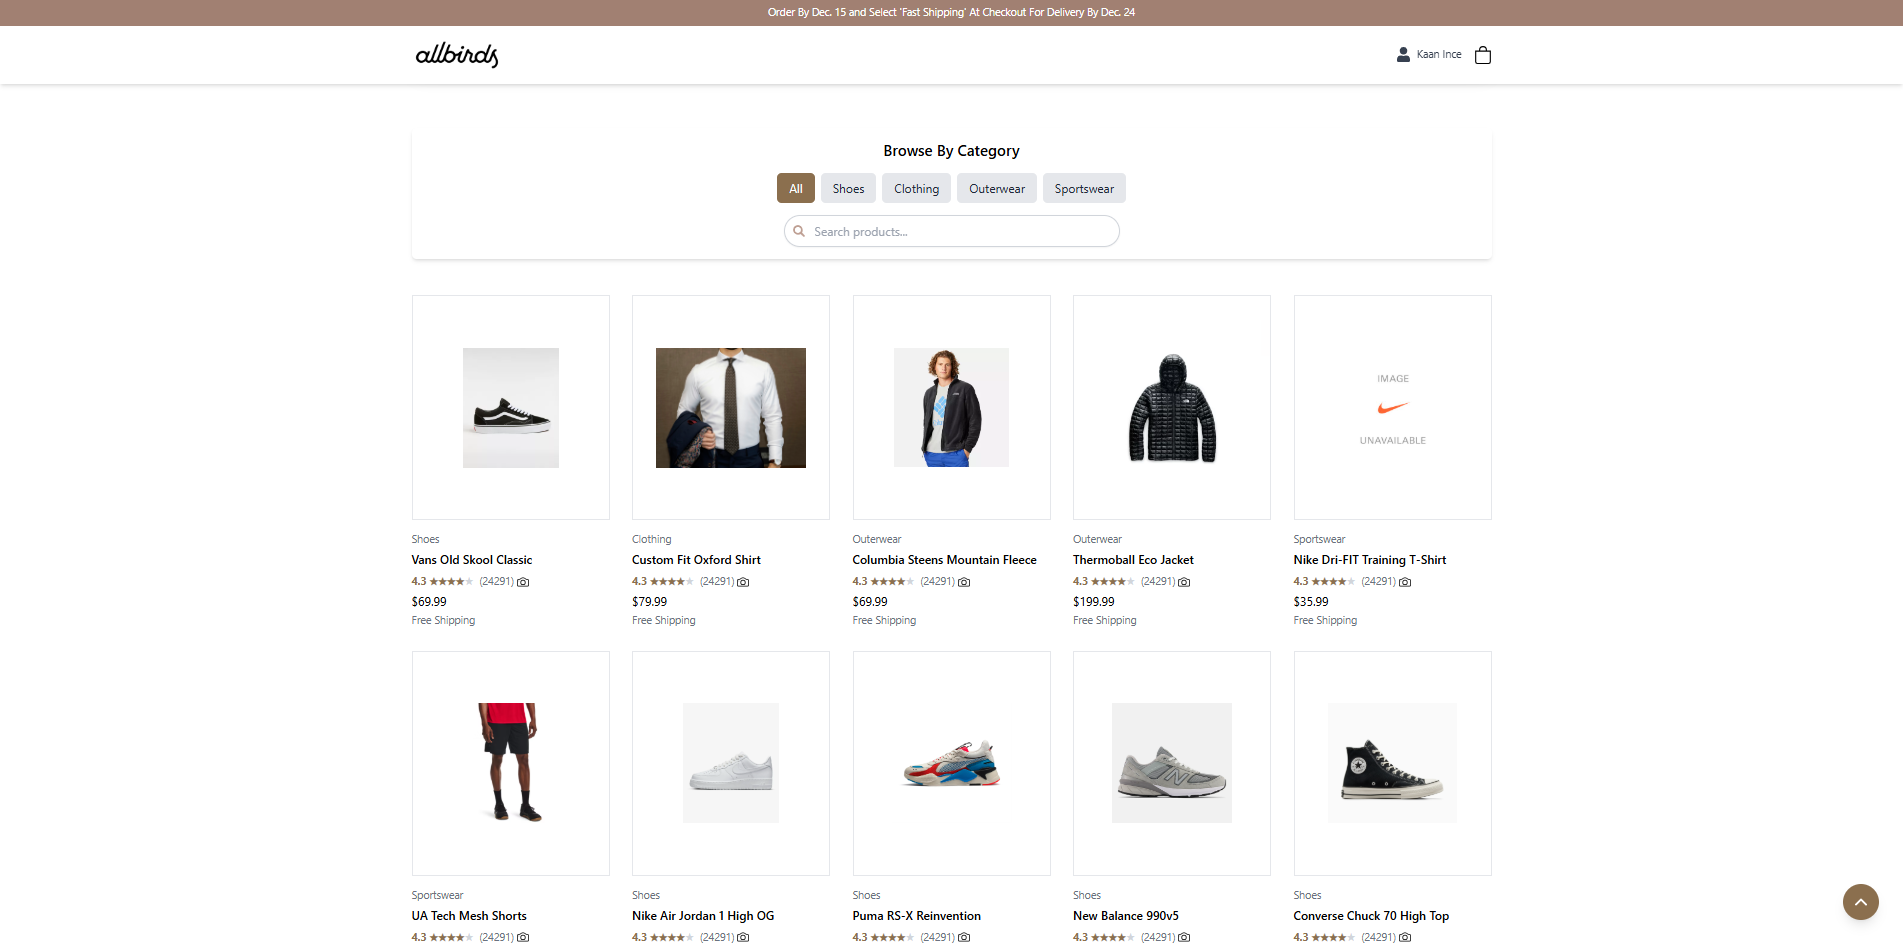 Order By Dec. 15 and Select 'Fast Shipping' At Checkout For Delivery By Dec. 24
allbirds
Kaan Ince
Browse By Category
All
Shoes
Clothing
Outerwear
Sportswear
Search products...
IMAGE
UNAVAILABLE
Shoes
Vans Old Skool Classic
4.3 ★★★★★ (24291)
$69.99
Free Shipping
Clothing
Custom Fit Oxford Shirt
4.3 ★★★★★ (24291)
$79.99
Free Shipping
Outerwear
Columbia Steens Mountain Fleece
4.3 ★★★★★ (24291)
$69.99
Free Shipping
Outerwear
Thermoball Eco Jacket
4.3 ★★★★★ (24291)
$199.99
Free Shipping
Sportswear
Nike Dri-FIT Training T-Shirt
4.3 ★★★★★ (24291)
$35.99
Free Shipping
Sportswear
UA Tech Mesh Shorts
4.3 ★★★★★ (24291)
Shoes
Nike Air Jordan 1 High OG
4.3 ★★★★★ (24291)
Shoes
Puma RS-X Reinvention
4.3 ★★★★★ (24291)
Shoes
New Balance 990v5
4.3 ★★★★★ (24291)
Shoes
Converse Chuck 70 High Top
4.3 ★★★★★ (24291)